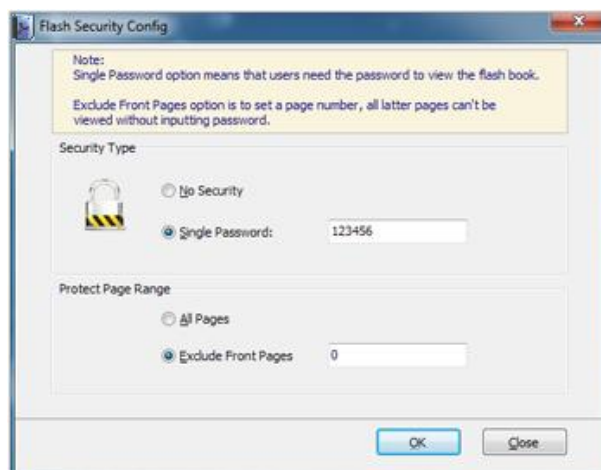 Flash Security Config
Note:
Single Password option means that users need the password to view the flash book.
Exclude Front Pages option is to set a page number, all latter pages can't be
viewed without inputting password.
Security Type
No Security
Single Password: 123456
Protect Page Range
All Pages
Exclude Front Pages 0
OK Close